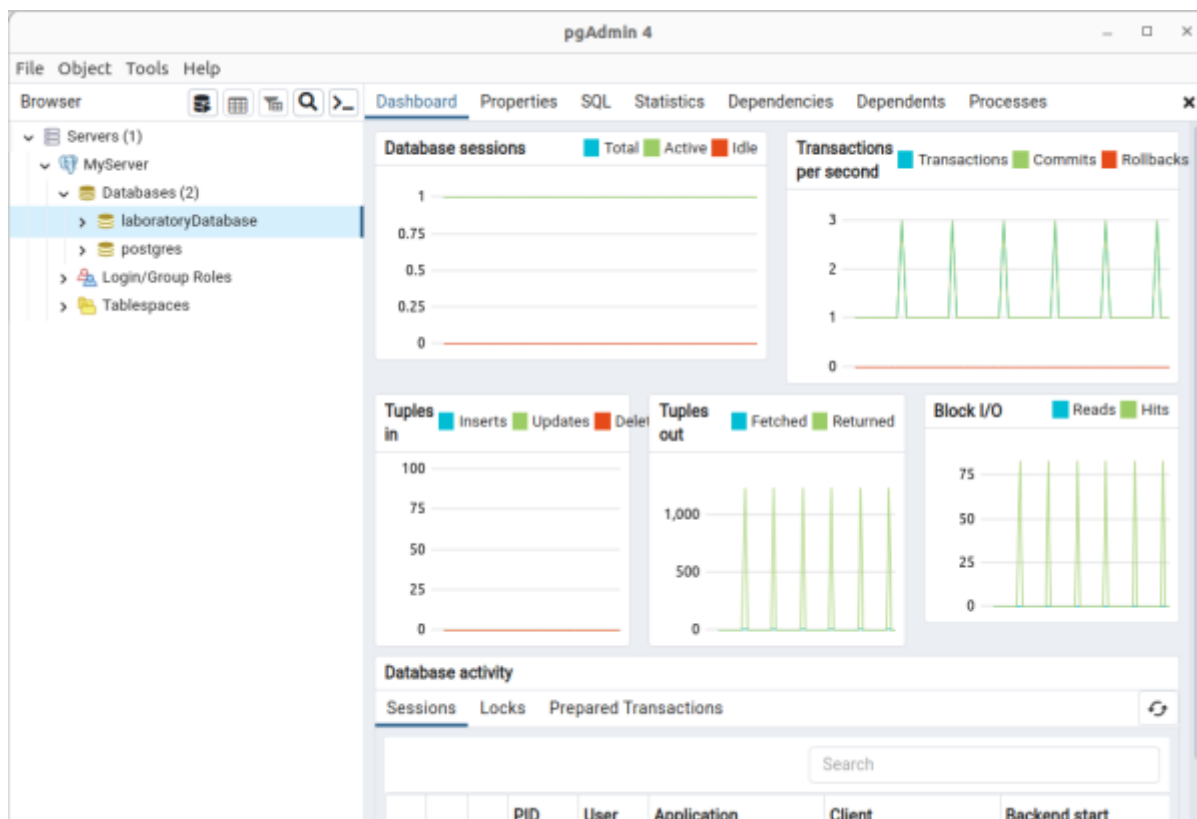 pgAdmin 4
File Object Tools Help
Browser
Servers (1)
MyServer
Databases (2)
laboratoryDatabase
postgres
Login/Group Roles
Tablespaces
Dashboard Properties SQL Statistics Dependencies Dependents Processes
Database sessions Total Active Idle
1
0.75
0.5
0.25
0
Transactions per second Transactions Commits Rollbacks
3
2
1
0
Tuples in Inserts Updates Delet
100
75
50
25
0
Tuples out Fetched Returned
1,000
500
0
Block I/O Reads Hits
75
50
25
0
Database activity
Sessions Locks Prepared Transactions
Search
PID User Application Client Backend start